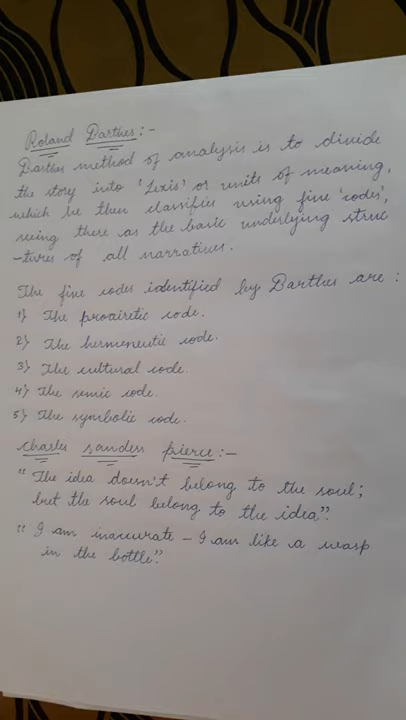 Roland Barthes:-
Barthes method of analysis is to divide
the story into 'Lexis' or units of meaning,
which he then classifies using five 'codes',
seeing these as the basic underlying struc
-tures of all narratives.
The five codes identified by Barthes are :
1) The proairetic code.
2) The hermeneutic code.
3) The cultural code.
4) The semic code.
5) The symbolic code.
Charles sanders pierce:-
"The idea doesn't belong to the soul;
but the soul belong to the idea".
"I am inaccurate - I am like a wasp
in the bottle".